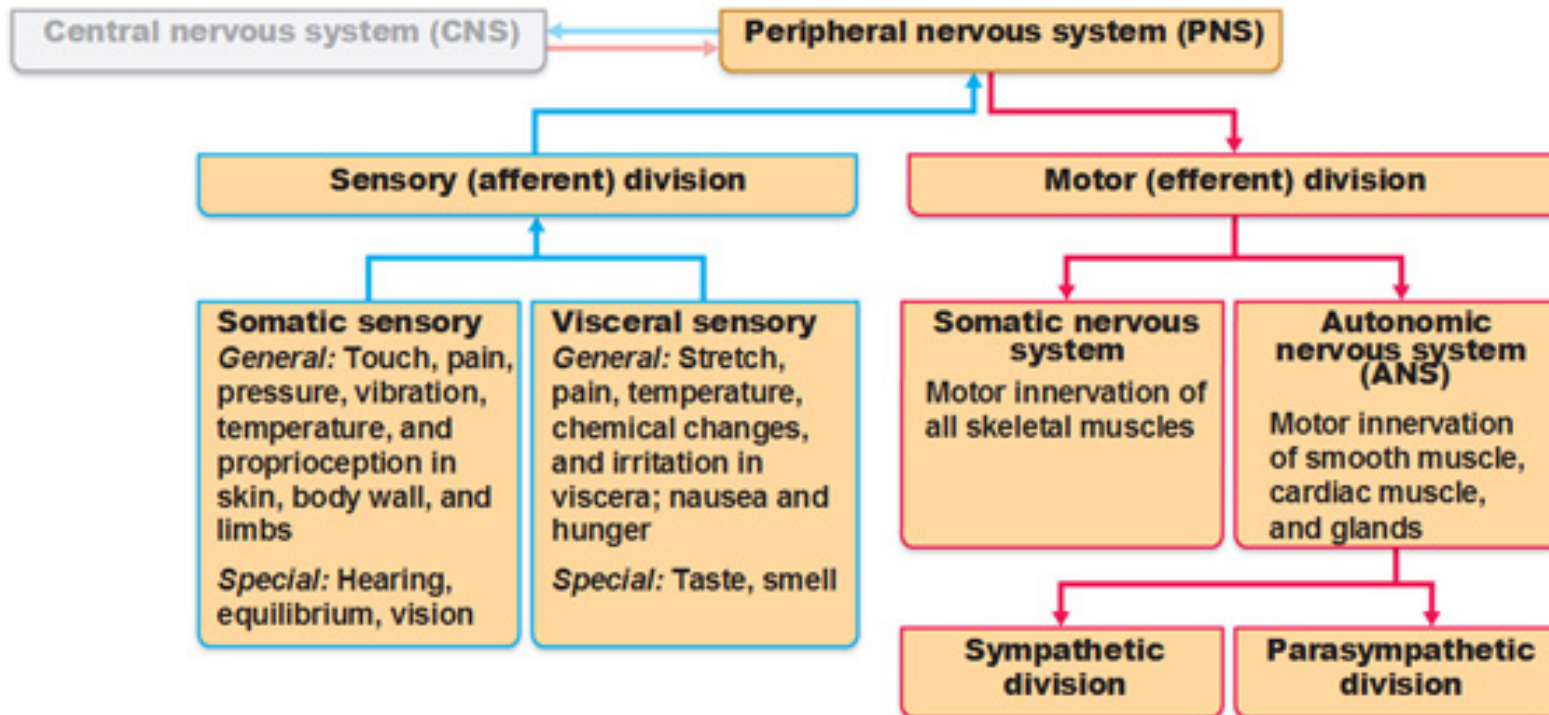 Central nervous system (CNS)
Peripheral nervous system (PNS)
Sensory (afferent) division
Motor (efferent) division
Somatic sensory
General: Touch, pain,
pressure, vibration,
temperature, and
proprioception in
skin, body wall, and
limbs
Special: Hearing,
equilibrium, vision
Visceral sensory
General: Stretch,
pain, temperature,
chemical changes,
and irritation in
viscera; nausea and
hunger
Special: Taste, smell
Somatic nervous
system
Motor innervation of
all skeletal muscles
Autonomic
nervous system
(ANS)
Motor innervation
of smooth muscle,
cardiac muscle,
and glands
Sympathetic
division
Parasympathetic
division